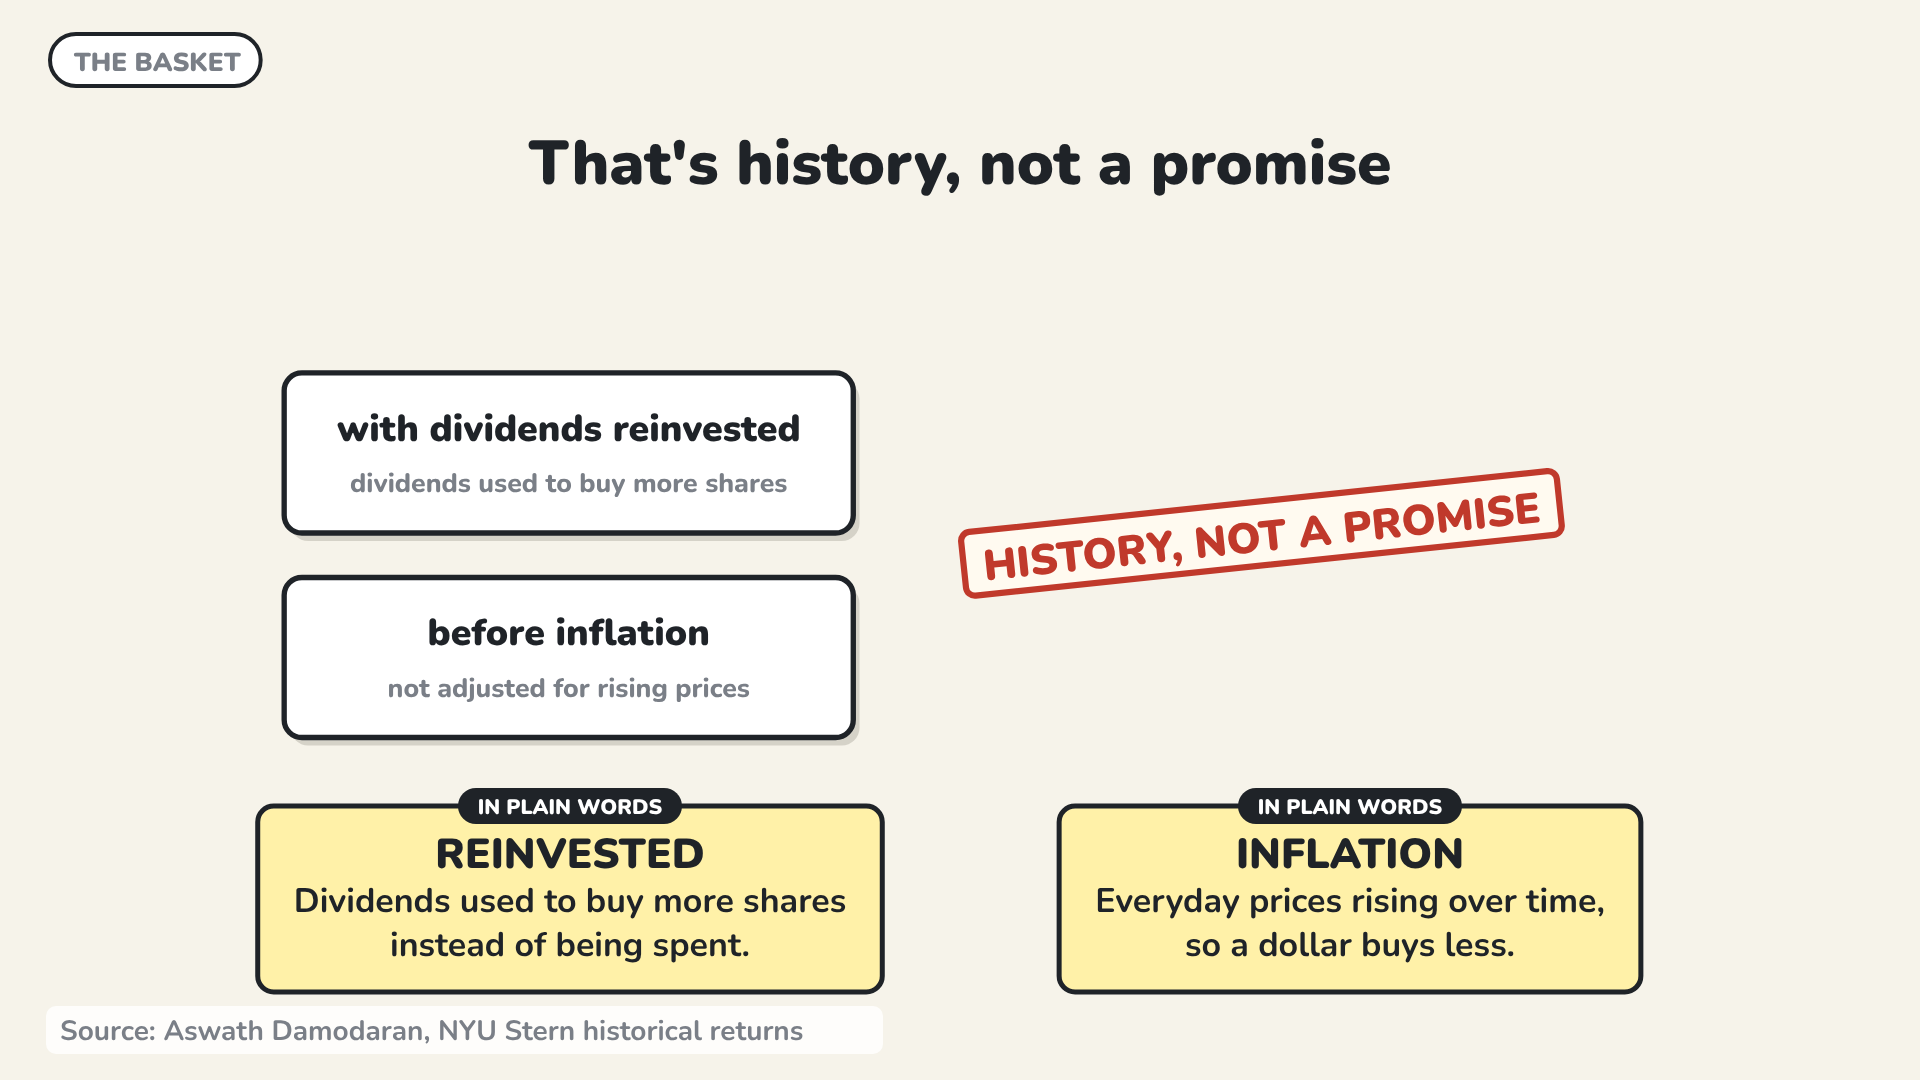 THE BASKET
That's history, not a promise
with dividends reinvested
dividends used to buy more shares
HISTORY, NOT A PROMISE
before inflation
not adjusted for rising prices
IN PLAIN WORDS
REINVESTED
Dividends used to buy more shares
instead of being spent.
IN PLAIN WORDS
INFLATION
Everyday prices rising over time,
so a dollar buys less.
Source: Aswath Damodaran, NYU Stern historical returns